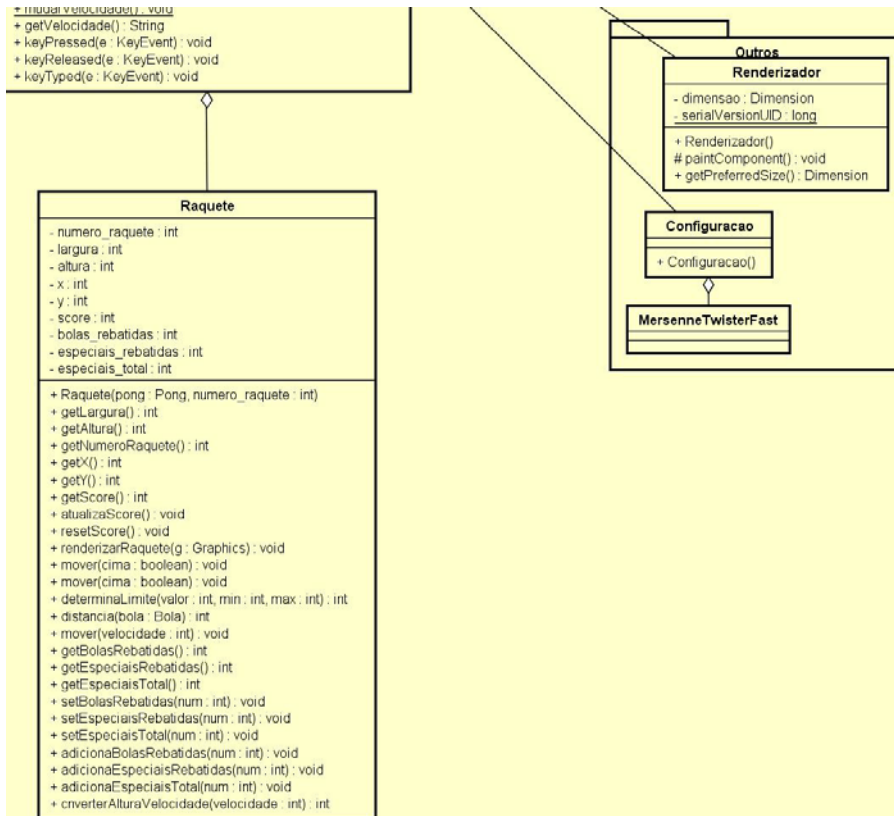 + mudarVelocidade() : void
+ getVelocidade() : String
+ keyPressed(e : KeyEvent) : void
+ keyReleased(e : KeyEvent) : void
+ keyTyped(e : KeyEvent) : void
Raquete
- numero_raquete : int
- largura : int
- altura : int
- x : int
- y : int
- score : int
- bolas_rebatidas : int
- especiais_rebatidas : int
- especiais_total : int
+ Raquete(pong : Pong, numero_raquete : int)
+ getLargura() : int
+ getAltura() : int
+ getNumeroRaquete() : int
+ getX() : int
+ getY() : int
+ getScore() : int
+ atualizaScore() : void
+ resetScore() : void
+ renderizarRaquete(g : Graphics) : void
+ mover(cima : boolean) : void
+ mover(cima : boolean) : void
+ determinaLimite(valor : int, min : int, max : int) : int
+ distancia(bola : Bola) : int
+ mover(velocidade : int) : void
+ getBolasRebatidas() : int
+ getEspeciaisRebatidas() : int
+ getEspeciaisTotal() : int
+ setBolasRebatidas(num : int) : void
+ setEspeciaisRebatidas(num : int) : void
+ setEspeciaisTotal(num : int) : void
+ adicionaBolasRebatidas(num : int) : void
+ adicionaEspeciaisRebatidas(num : int) : void
+ adicionaEspeciaisTotal(num : int) : void
+ cnverterAlturaVelocidade(velocidade : int) : int
Outros
Renderizador
- dimensao : Dimension
- serialVersionUID : long
+ Renderizador()
# paintComponent() : void
+ getPreferredSize() : Dimension
Configuracao
+ Configuracao()
MersenneTwisterFast